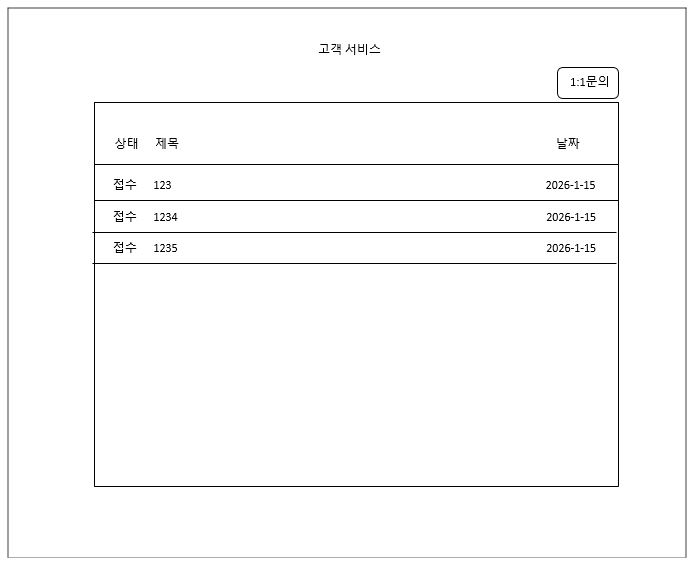 고객 서비스
1:1문의
상태 제목 날짜
접수 123 2026-1-15
접수 1234 2026-1-15
접수 1235 2026-1-15